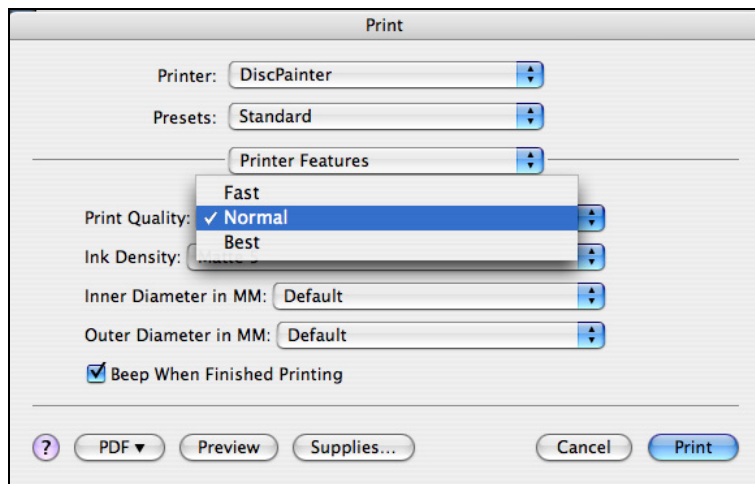 Print
Printer: DiscPainter
Presets: Standard
Printer Features
Fast
Print Quality: ✓ Normal
Best
Ink Density:
Inner Diameter in MM: Default
Outer Diameter in MM: Default
Beep When Finished Printing
? PDF ▼ Preview Supplies... Cancel Print